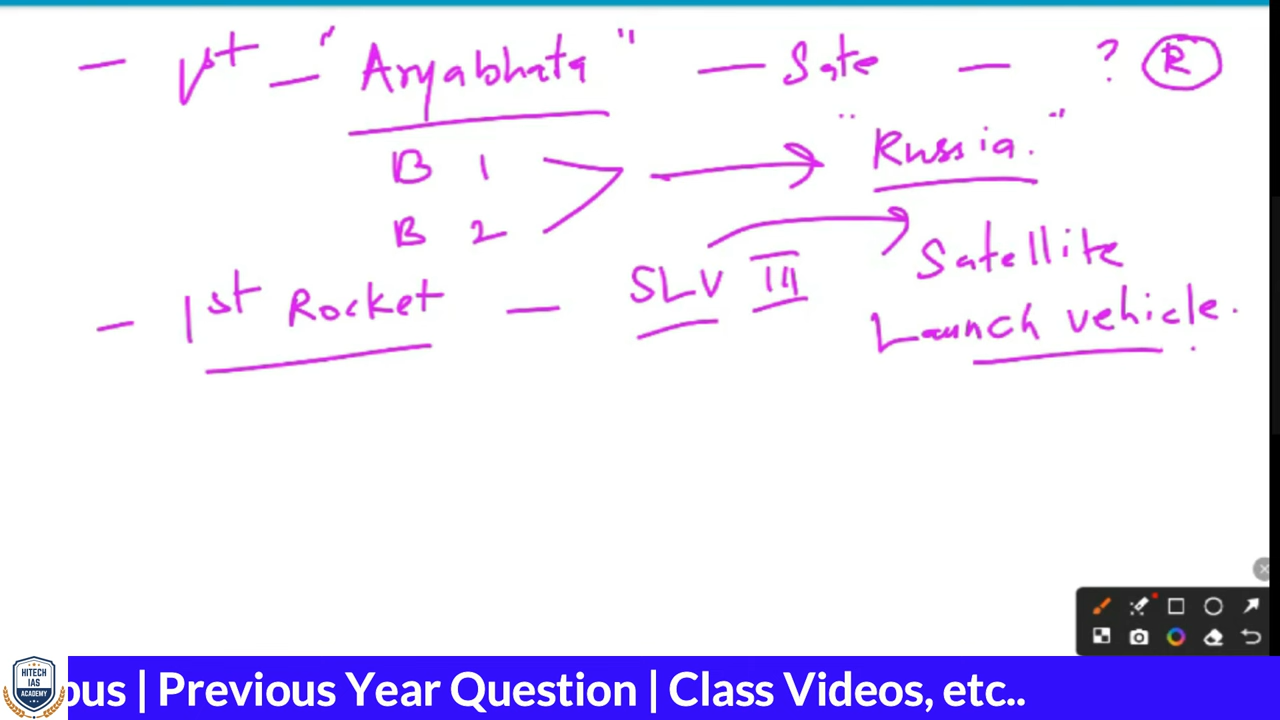 - 1st - "Aryabhata" - Sate - ? R
B 1
B 2
"Russia."
- 1st Rocket - SLV III
Satellite
Launch vehicle.
HITECH
IAS
ACADEMY
ous | Previous Year Question | Class Videos, etc..